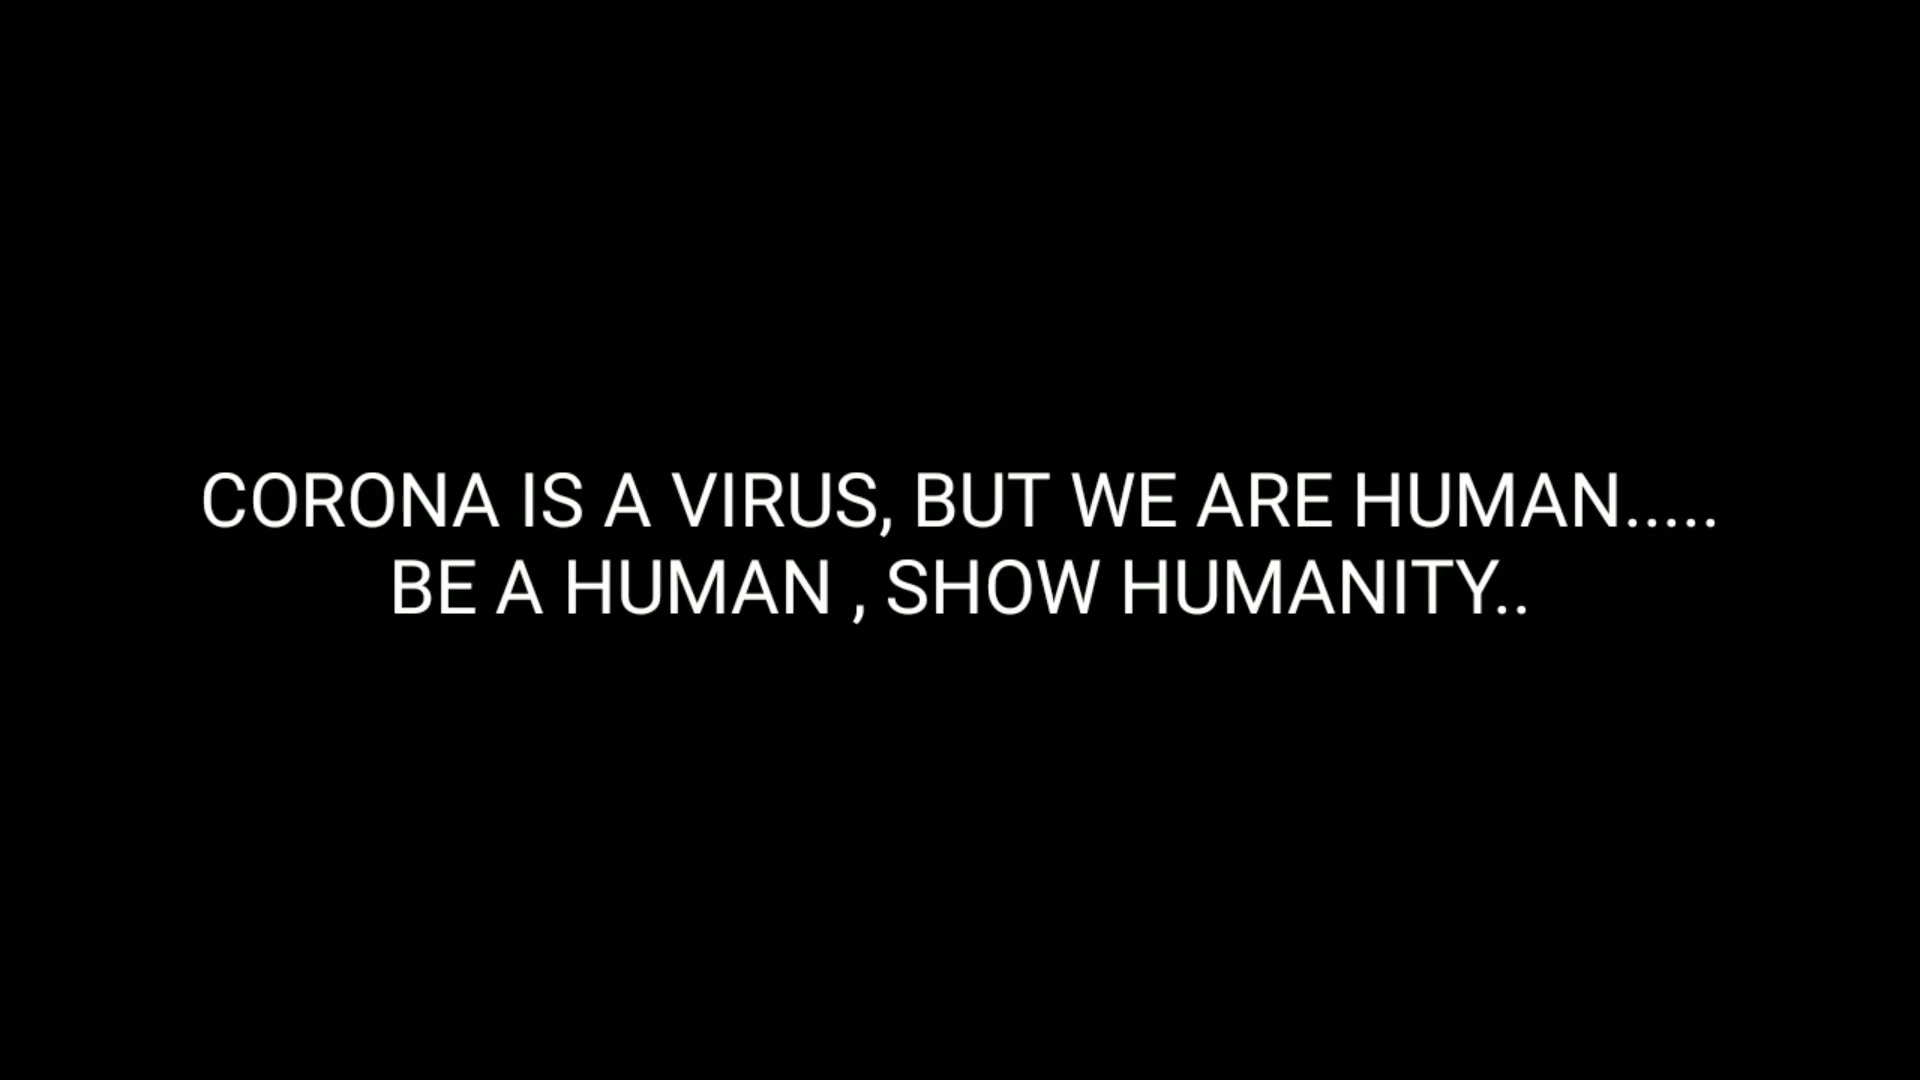 CORONA IS A VIRUS, BUT WE ARE HUMAN.....
BE A HUMAN , SHOW HUMANITY..